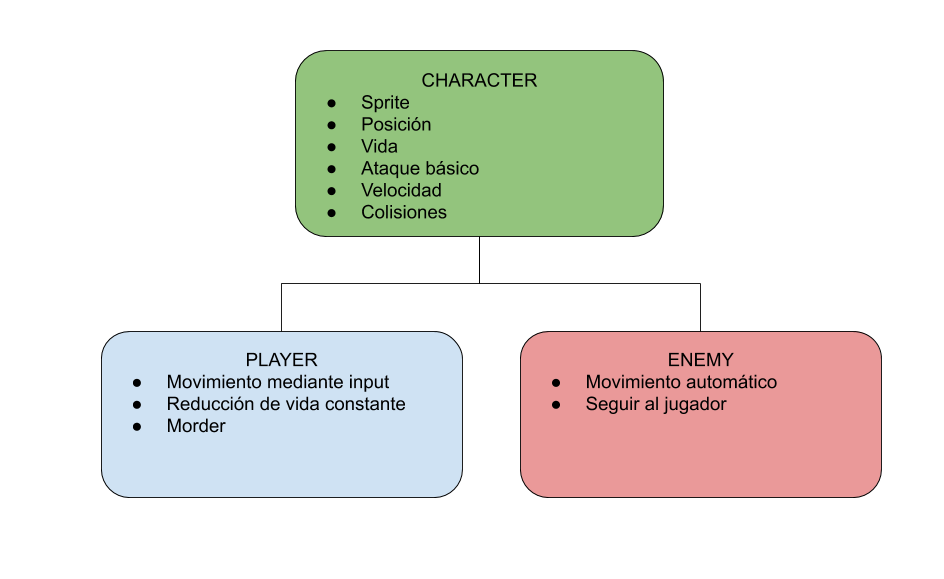 CHARACTER
● Sprite
● Posición
● Vida
● Ataque básico
● Velocidad
● Colisiones
PLAYER
● Movimiento mediante input
● Reducción de vida constante
● Morder
ENEMY
● Movimiento automático
● Seguir al jugador